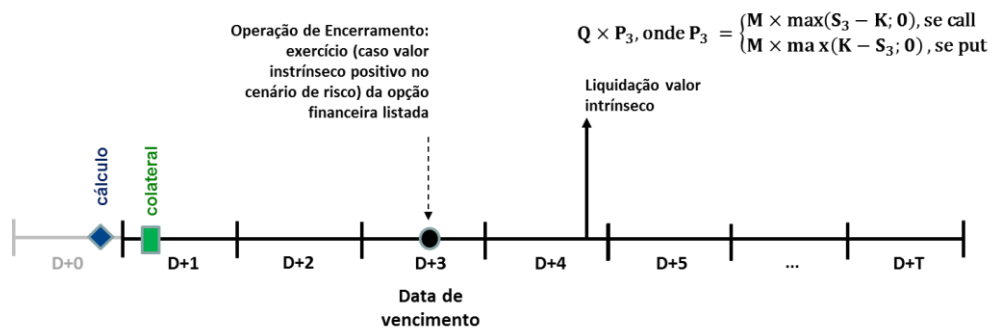 Operação de Encerramento:
exercício (caso valor
instrínseco positivo no
cenário de risco) da opção
financeira listada
Q × P₃, onde P₃ = {M × max(S₃ − K; 0), se call
M × ma x(K − S₃; 0) , se put
Liquidação valor
intrínseco
cálculo
colateral
D+0 D+1 D+2 D+3 D+4 D+5 ... D+T
Data de
vencimento